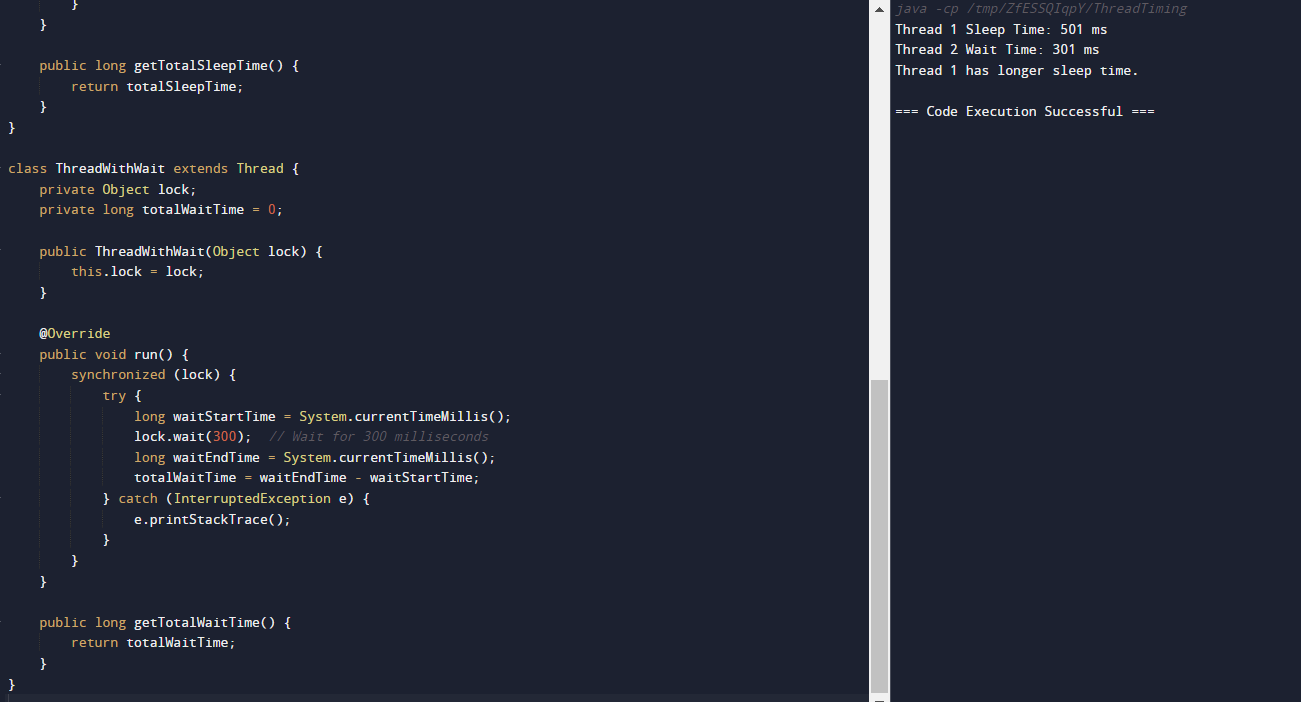 }
    }

    public long getTotalSleepTime() {
        return totalSleepTime;
    }
}

class ThreadWithWait extends Thread {
    private Object lock;
    private long totalWaitTime = 0;

    public ThreadWithWait(Object lock) {
        this.lock = lock;
    }

    @Override
    public void run() {
        synchronized (lock) {
            try {
                long waitStartTime = System.currentTimeMillis();
                lock.wait(300);  // Wait for 300 milliseconds
                long waitEndTime = System.currentTimeMillis();
                totalWaitTime = waitEndTime - waitStartTime;
            } catch (InterruptedException e) {
                e.printStackTrace();
            }
        }
    }

    public long getTotalWaitTime() {
        return totalWaitTime;
    }
}
java -cp /tmp/ZfESSQIqpY/ThreadTiming
Thread 1 Sleep Time: 501 ms
Thread 2 Wait Time: 301 ms
Thread 1 has longer sleep time.

=== Code Execution Successful ===